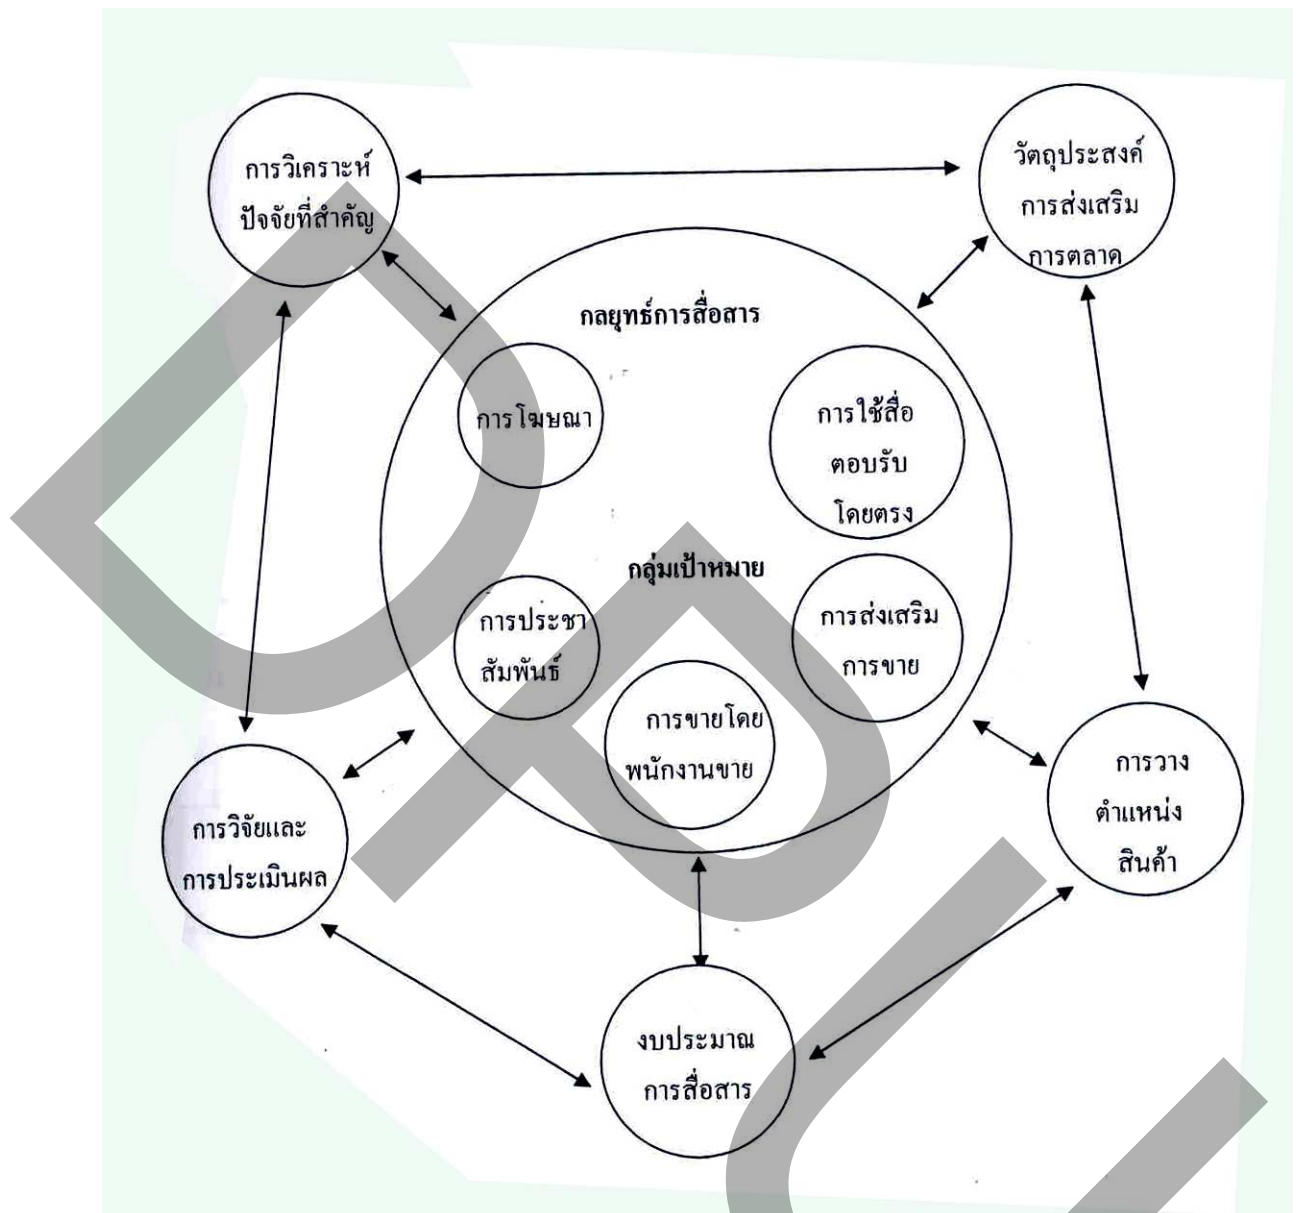 การวิเคราะห์
ปัจจัยที่สำคัญ
วัตถุประสงค์
การส่งเสริม
การตลาด
กลยุทธ์การสื่อสาร
การโฆษณา
การใช้สื่อ
ตอบรับ
โดยตรง
กลุ่มเป้าหมาย
การประชา
สัมพันธ์
การส่งเสริม
การขาย
การขายโดย
พนักงานขาย
การวาง
ตำแหน่ง
สินค้า
การวิจัยและ
การประเมินผล
งบประมาณ
การสื่อสาร